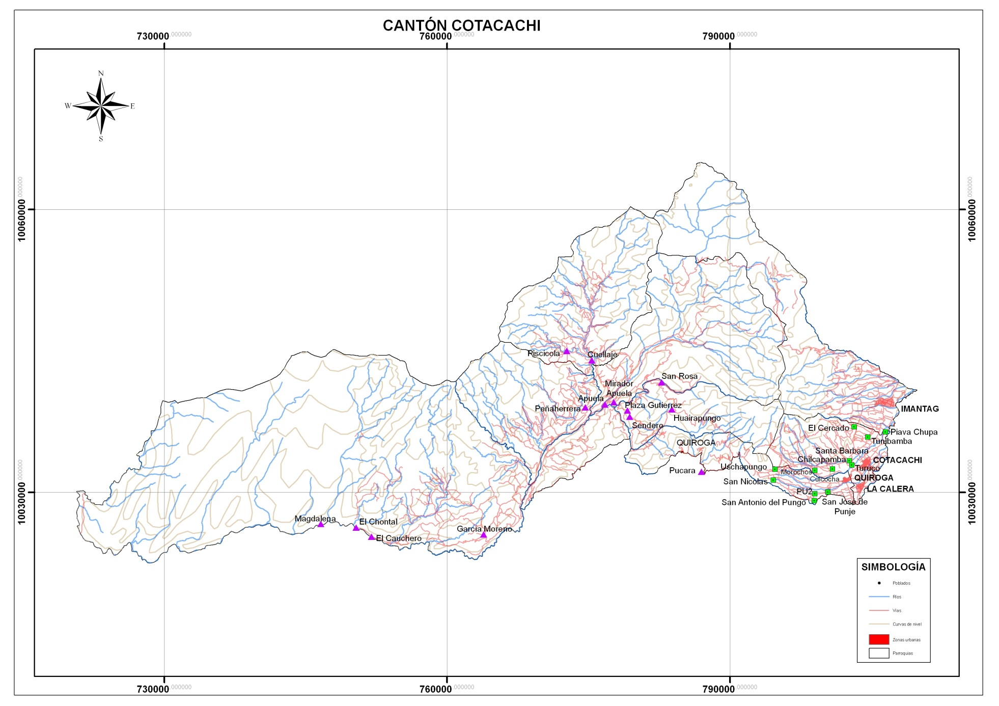 CANTÓN COTACACHI
730000.000000
760000.000000
790000.000000
N
W
E
S
10060000.000000
10060000.000000
Piscicola
Cuellaje
San Rosa
Mirador
Apuela
Apuela
Peñaherrera
Plaza Gutierrez
Huairapungo
Sendero
IMANTAG
El Cercado
Piava Chupa
Tunibamba
QUIROGA
Santa Barbara
Chilcapamba
COTACACHI
Uschapungo
Turuco
Pucara
Morochos
Cuicocha
QUIROGA
San Nicolas
LA CALERA
PU2
San Antonio del Pungo
San Jose de
Punje
10030000.000000
10030000.000000
Magdalena
El Chontal
García Moreno
El Cauchero
SIMBOLOGÍA
Poblados
Ríos
Vías
Curvas de nivel
Zonas urbanas
Parroquias
730000.000000
760000.000000
790000.000000